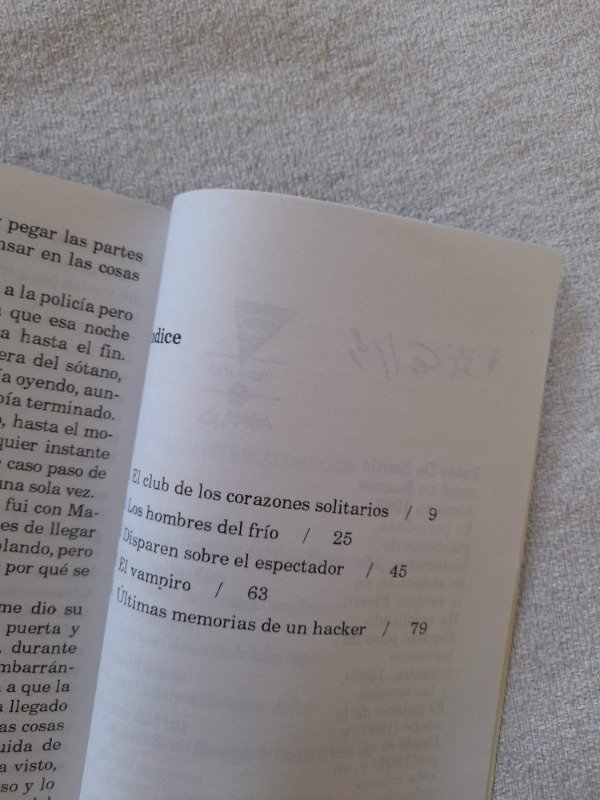 pegar las partes
nsar en las cosas
a la policía pero
que esa noche
hasta el fin.
era del sótano,
oyendo, aun-
bía terminado.
hasta el mo-
quier instante
caso paso de
una sola vez.
fui con Ma-
es de llegar
blando, pero
por qué se
me dio su
puerta y
durante
mbarrán-
a que la
llegado
as cosas
uida de
a visto,
so y lo
ndice
El club de los corazones solitarios / 9
Los hombres del frío / 25
Disparen sobre el espectador / 45
El vampiro / 63
Últimas memorias de un hacker / 79